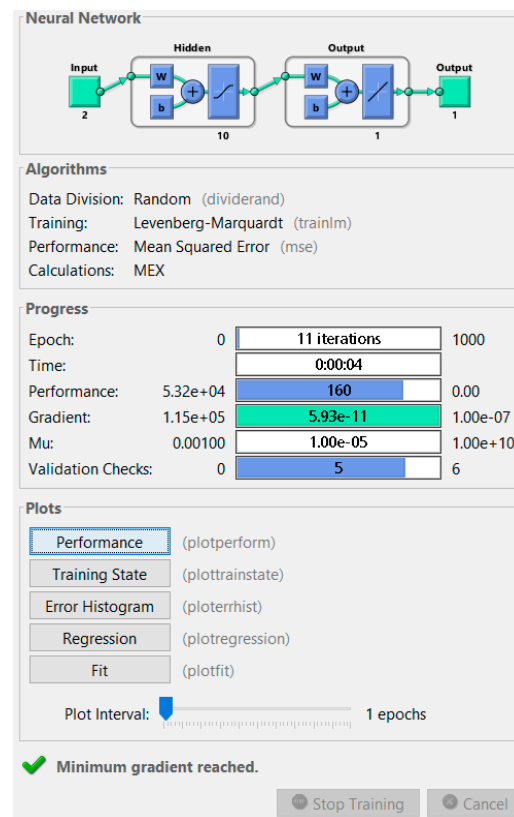 Neural Network
Hidden
Output
Input
Output
W
W
+
+
b
b
2
10
1
1
Algorithms
Data Division: Random (dividerand)
Training: Levenberg-Marquardt (trainlm)
Performance: Mean Squared Error (mse)
Calculations: MEX
Progress
Epoch: 0 11 iterations 1000
Time: 0:00:04
Performance: 5.32e+04 160 0.00
Gradient: 1.15e+05 5.93e-11 1.00e-07
Mu: 0.00100 1.00e-05 1.00e+10
Validation Checks: 0 5 6
Plots
Performance (plotperform)
Training State (plottrainstate)
Error Histogram (ploterrhist)
Regression (plotregression)
Fit (plotfit)
Plot Interval: 1 epochs
Minimum gradient reached.
Stop Training Cancel